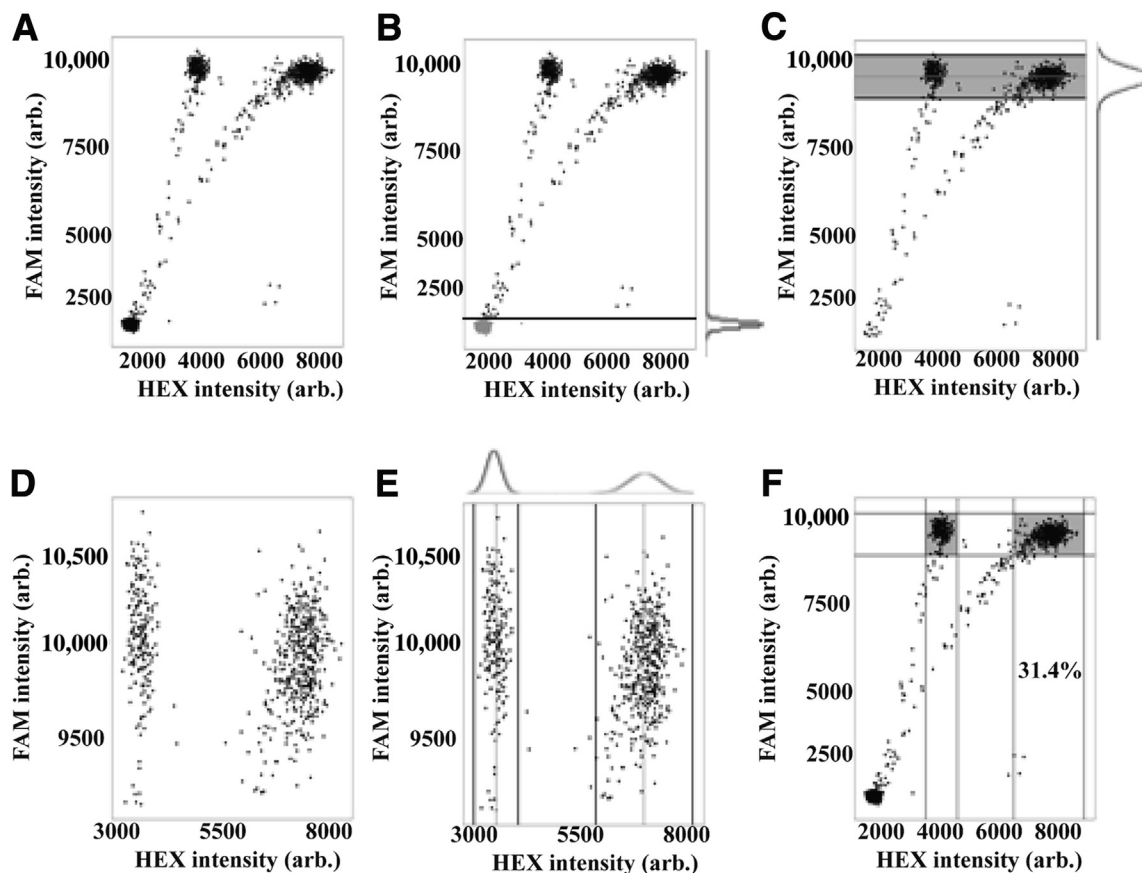 A
10,000
7500
5000
2500
FAM intensity (arb.)
2000 4000 6000 8000
HEX intensity (arb.)
B
10,000
7500
5000
2500
FAM intensity (arb.)
2000 4000 6000 8000
HEX intensity (arb.)
C
10,000
7500
5000
2500
FAM intensity (arb.)
2000 4000 6000 8000
HEX intensity (arb.)
D
10,500
10,000
9500
FAM intensity (arb.)
3000 5500 8000
HEX intensity (arb.)
E
10,500
10,000
9500
FAM intensity (arb.)
3000 5500 8000
HEX intensity (arb.)
F
10,000
7500
5000
2500
FAM intensity (arb.)
31.4%
2000 4000 6000 8000
HEX intensity (arb.)